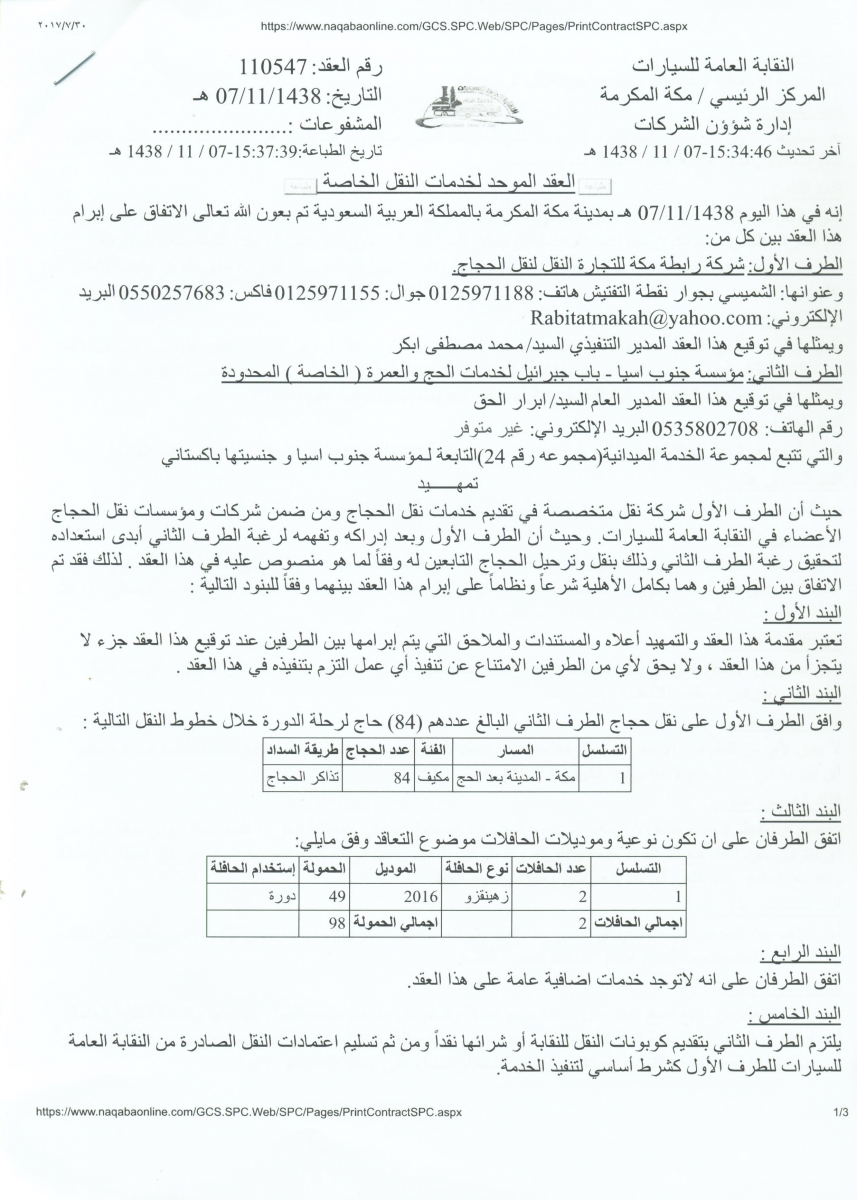 ٢٠١٧/٧/٣٠ https://www.naqabaonline.com/GCS.SPC.Web/SPC/Pages/PrintContractSPC.aspx
النقابة العامة للسيارات
المركز الرئيسي / مكة المكرمة
إدارة شؤون الشركات
آخر تحديث 15:34:46-07 / 11 / 1438 هـ
رقم العقد: 110547
التاريخ: 07/11/1438 هـ
المشفوعات :.......................
تاريخ الطباعة:15:37:39-07 / 11 / 1438 هـ
العقد الموحد لخدمات النقل الخاصة
إنه في هذا اليوم 07/11/1438 هـ بمدينة مكة المكرمة بالمملكة العربية السعودية تم بعون الله تعالى الاتفاق على إبرام
هذا العقد بين كل من:
الطرف الأول: شركة رابطة مكة للتجارة النقل لنقل الحجاج.
وعنوانها: الشميسي بجوار نقطة التفتيش هاتف: 0125971188 جوال: 0125971155 فاكس: 0550257683 البريد
الإلكتروني: Rabitatmakah@yahoo.com
ويمثلها في توقيع هذا العقد المدير التنفيذي السيد/ محمد مصطفى ابكر
الطرف الثاني: مؤسسة جنوب اسيا - باب جبرائيل لخدمات الحج والعمرة ( الخاصة ) المحدودة
ويمثلها في توقيع هذا العقد المدير العام السيد/ ابرار الحق
رقم الهاتف: 0535802708 البريد الإلكتروني: غير متوفر
والتي تتبع لمجموعة الخدمة الميدانية(مجموعه رقم 24)التابعة لـمؤسسة جنوب اسيا و جنسيتها باكستاني
تمهـــــيد
حيث أن الطرف الأول شركة نقل متخصصة في تقديم خدمات نقل الحجاج ومن ضمن شركات ومؤسسات نقل الحجاج
الأعضاء في النقابة العامة للسيارات. وحيث أن الطرف الأول وبعد إدراكه وتفهمه لرغبة الطرف الثاني أبدى استعداده
لتحقيق رغبة الطرف الثاني وذلك بنقل وترحيل الحجاج التابعين له وفقاً لما هو منصوص عليه في هذا العقد . لذلك فقد تم
الاتفاق بين الطرفين وهما بكامل الأهلية شرعاً ونظاماً على إبرام هذا العقد بينهما وفقاً للبنود التالية :
البند الأول :
تعتبر مقدمة هذا العقد والتمهيد أعلاه والمستندات والملاحق التي يتم إبرامها بين الطرفين عند توقيع هذا العقد جزء لا
يتجزأ من هذا العقد ، ولا يحق لأي من الطرفين الامتناع عن تنفيذ أي عمل التزم بتنفيذه في هذا العقد .
البند الثاني :
وافق الطرف الأول على نقل حجاج الطرف الثاني البالغ عددهم (84) حاج لرحلة الدورة خلال خطوط النقل التالية :
التسلسل المسار الفئة عدد الحجاج طريقة السداد
1 مكة - المدينة بعد الحج مكيف 84 تذاكر الحجاج
البند الثالث :
اتفق الطرفان على ان تكون نوعية وموديلات الحافلات موضوع التعاقد وفق مايلي:
التسلسل عدد الحافلات نوع الحافلة الموديل الحمولة إستخدام الحافلة
1 2 زهينقزو 2016 49 دورة
اجمالي الحافلات 2 اجمالي الحمولة 98
البند الرابع :
اتفق الطرفان على انه لاتوجد خدمات اضافية عامة على هذا العقد.
البند الخامس :
يلتزم الطرف الثاني بتقديم كوبونات النقل للنقابة أو شرائها نقداً ومن ثم تسليم اعتمادات النقل الصادرة من النقابة العامة
للسيارات للطرف الأول كشرط أساسي لتنفيذ الخدمة.
https://www.naqabaonline.com/GCS.SPC.Web/SPC/Pages/PrintContractSPC.aspx 1/3